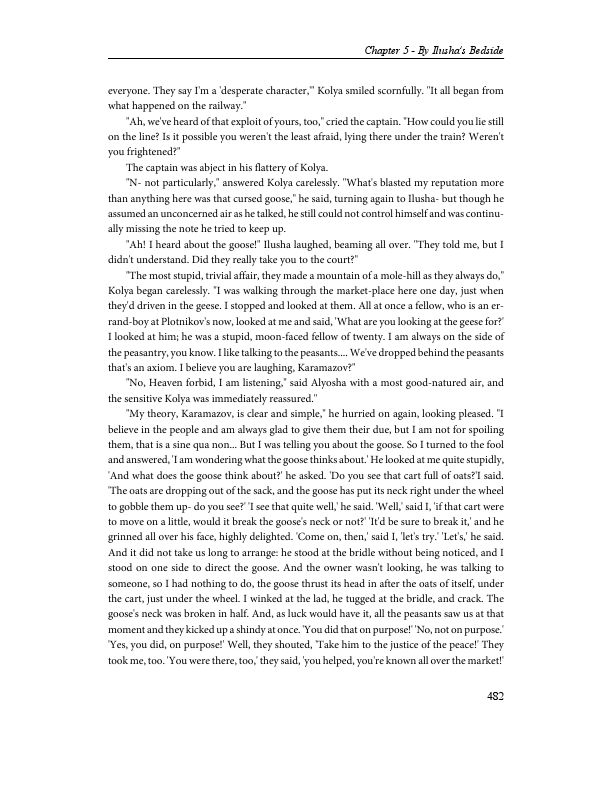 Chapter 5 - By Ilusha's Bedside
everyone. They say I'm a 'desperate character,'" Kolya smiled scornfully. "It all began from
what happened on the railway."
"Ah, we've heard of that exploit of yours, too," cried the captain. "How could you lie still
on the line? Is it possible you weren't the least afraid, lying there under the train? Weren't
you frightened?"
The captain was abject in his flattery of Kolya.
"N- not particularly," answered Kolya carelessly. "What's blasted my reputation more
than anything here was that cursed goose," he said, turning again to Ilusha- but though he
assumed an unconcerned air as he talked, he still could not control himself and was continu-
ally missing the note he tried to keep up.
"Ah! I heard about the goose!" Ilusha laughed, beaming all over. "They told me, but I
didn't understand. Did they really take you to the court?"
"The most stupid, trivial affair, they made a mountain of a mole-hill as they always do,"
Kolya began carelessly. "I was walking through the market-place here one day, just when
they'd driven in the geese. I stopped and looked at them. All at once a fellow, who is an er-
rand-boy at Plotnikov's now, looked at me and said, 'What are you looking at the geese for?'
I looked at him; he was a stupid, moon-faced fellow of twenty. I am always on the side of
the peasantry, you know. I like talking to the peasants.... We've dropped behind the peasants
that's an axiom. I believe you are laughing, Karamazov?"
"No, Heaven forbid, I am listening," said Alyosha with a most good-natured air, and
the sensitive Kolya was immediately reassured."
"My theory, Karamazov, is clear and simple," he hurried on again, looking pleased. "I
believe in the people and am always glad to give them their due, but I am not for spoiling
them, that is a sine qua non... But I was telling you about the goose. So I turned to the fool
and answered, 'I am wondering what the goose thinks about.' He looked at me quite stupidly,
'And what does the goose think about?' he asked. 'Do you see that cart full of oats?'I said.
'The oats are dropping out of the sack, and the goose has put its neck right under the wheel
to gobble them up- do you see?' 'I see that quite well,' he said. 'Well,' said I, 'if that cart were
to move on a little, would it break the goose's neck or not?' 'It'd be sure to break it,' and he
grinned all over his face, highly delighted. 'Come on, then,' said I, 'let's try.' 'Let's,' he said.
And it did not take us long to arrange: he stood at the bridle without being noticed, and I
stood on one side to direct the goose. And the owner wasn't looking, he was talking to
someone, so I had nothing to do, the goose thrust its head in after the oats of itself, under
the cart, just under the wheel. I winked at the lad, he tugged at the bridle, and crack. The
goose's neck was broken in half. And, as luck would have it, all the peasants saw us at that
moment and they kicked up a shindy at once. 'You did that on purpose!' 'No, not on purpose.'
'Yes, you did, on purpose!' Well, they shouted, 'Take him to the justice of the peace!' They
took me, too. 'You were there, too,' they said, 'you helped, you're known all over the market!'
482